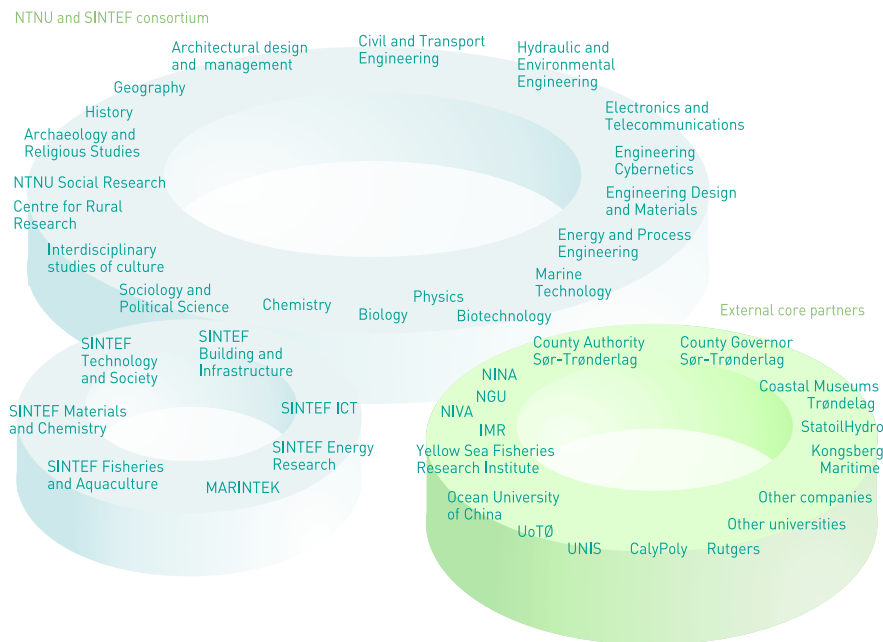 NTNU and SINTEF consortium
Architectural design
and management
Civil and Transport
Engineering
Hydraulic and
Environmental
Engineering
Geography
History
Archaeology and
Religious Studies
NTNU Social Research
Centre for Rural
Research
Interdisciplinary
studies of culture
Sociology and
Political Science
Chemistry
Biology
Physics
Biotechnology
Marine
Technology
Energy and Process
Engineering
Engineering Design
and Materials
Engineering
Cybernetics
Electronics and
Telecommunications
SINTEF
Technology
and Society
SINTEF
Building and
Infrastructure
SINTEF Materials
and Chemistry
SINTEF ICT
SINTEF Energy
Research
SINTEF Fisheries
and Aquaculture
MARINTEK
External core partners
County Authority
Sør-Trønderlag
County Governor
Sør-Trønderlag
NINA
NGU
NIVA
IMR
Yellow Sea Fisheries
Research Institute
Ocean University
of China
UoTØ
UNIS
CalyPoly
Rutgers
Other universities
Other companies
Kongsberg
Maritime
StatoilHydro
Coastal Museums
Trøndelag